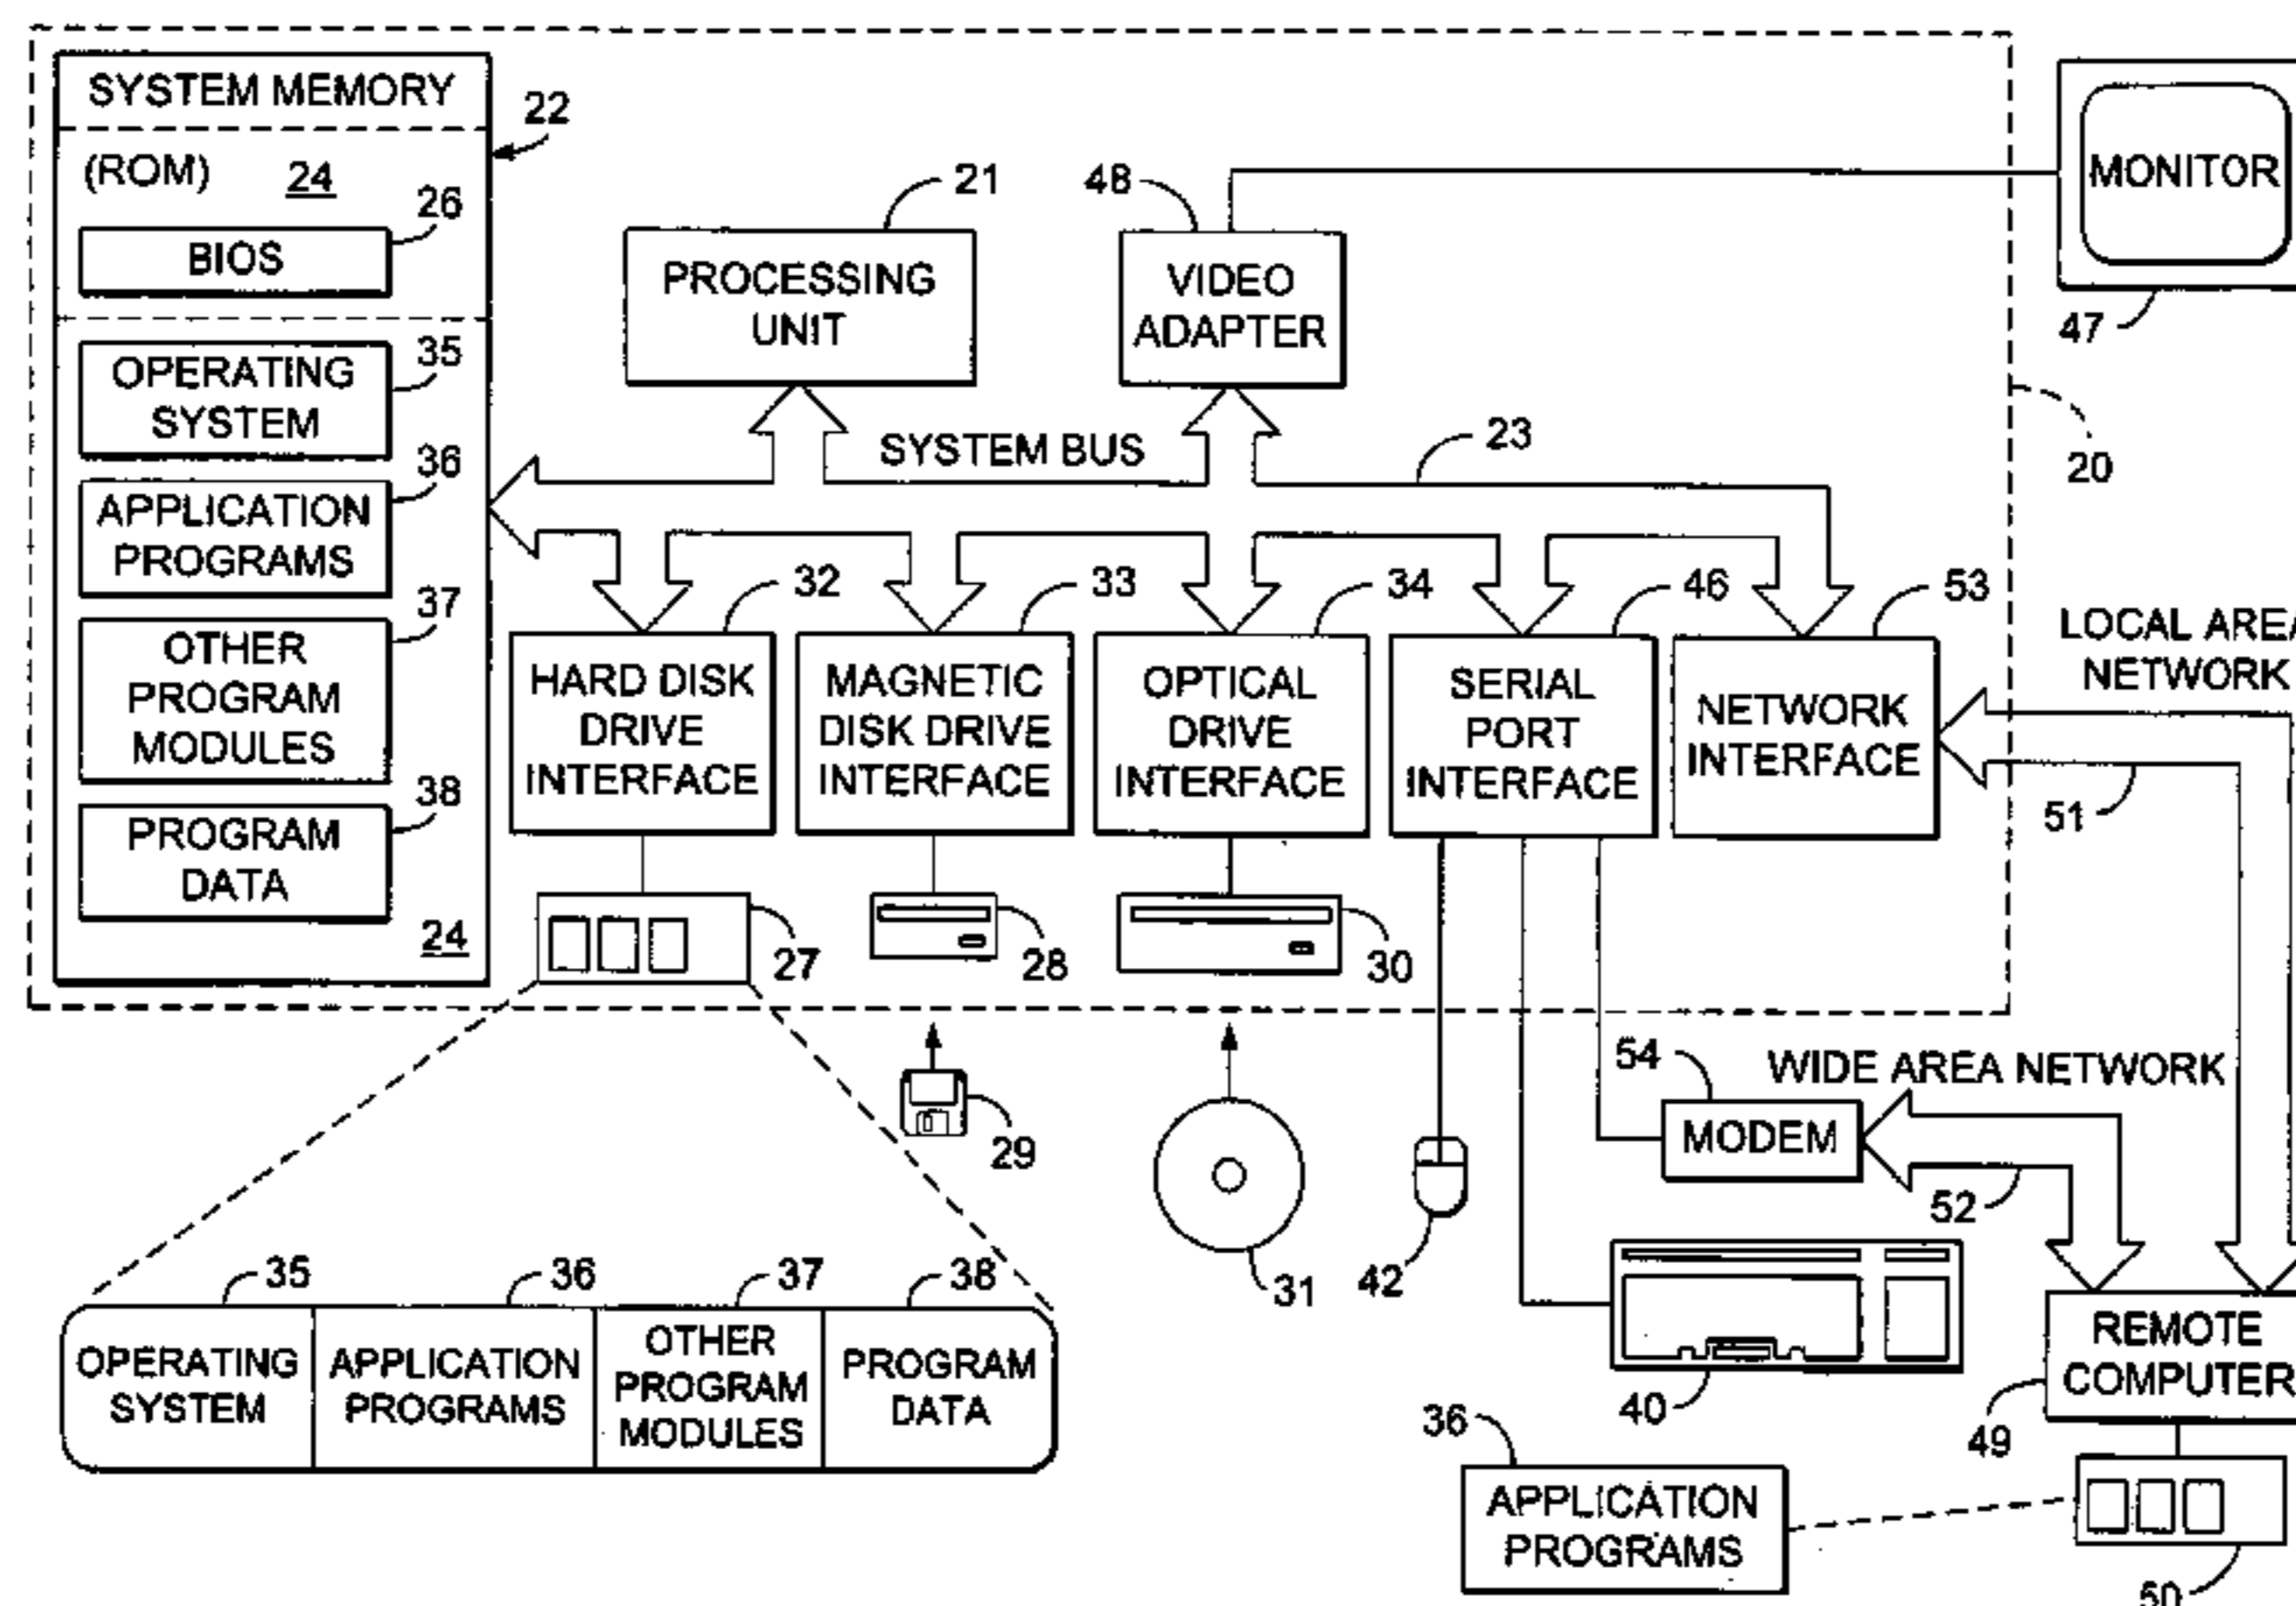 SYSTEM MEMORY
22
(ROM) 24
26
BIOS
35
OPERATING
SYSTEM
36
APPLICATION
PROGRAMS
37
OTHER
PROGRAM
MODULES
38
PROGRAM
DATA
24
21
PROCESSING
UNIT
48
VIDEO
ADAPTER
MONITOR
47
20
SYSTEM BUS
23
32
HARD DISK
DRIVE
INTERFACE
33
MAGNETIC
DISK DRIVE
INTERFACE
34
OPTICAL
DRIVE
INTERFACE
46
SERIAL
PORT
INTERFACE
53
NETWORK
INTERFACE
LOCAL AREA
NETWORK
51
27
28
30
29
31
42
54
WIDE AREA NETWORK
MODEM
52
40
REMOTE
COMPUTER
49
50
36
APPLICATION
PROGRAMS
35
OPERATING
SYSTEM
36
APPLICATION
PROGRAMS
37
OTHER
PROGRAM
MODULES
38
PROGRAM
DATA